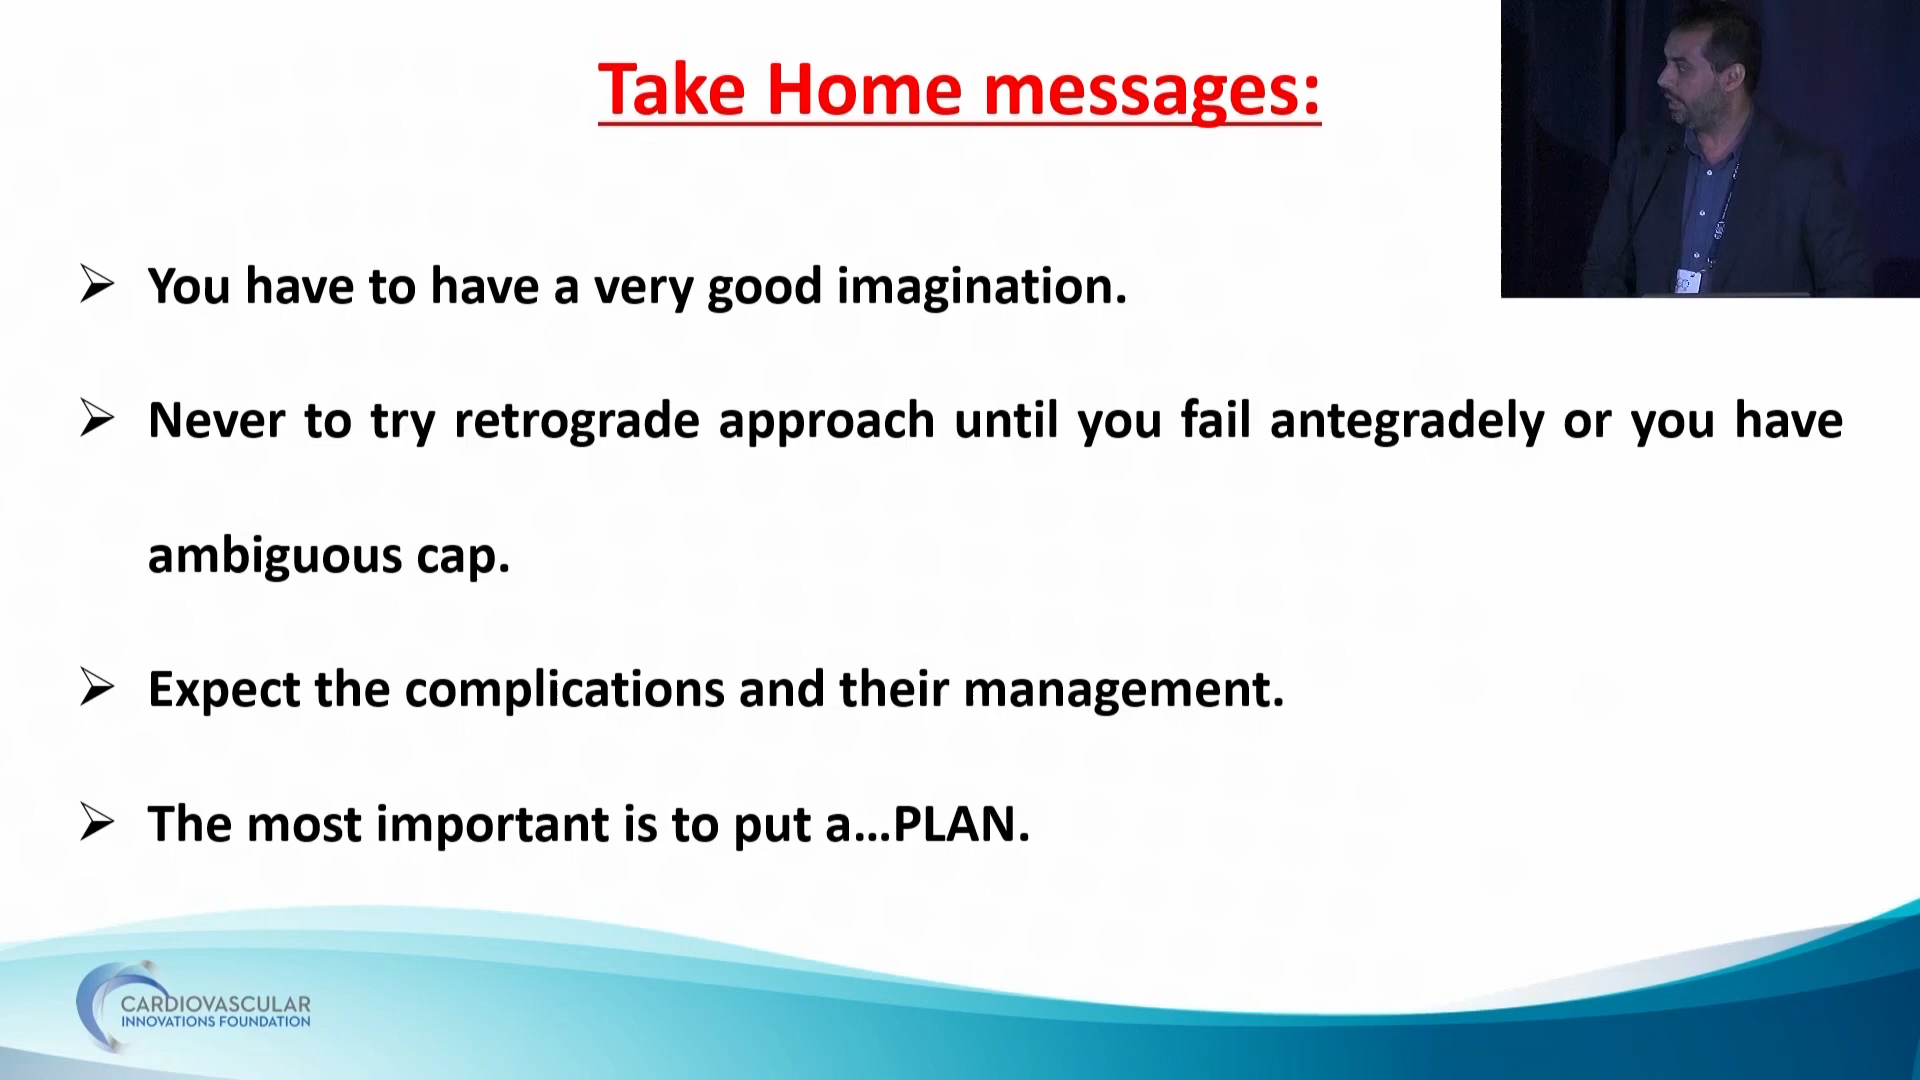 Take Home messages:
➢ You have to have a very good imagination.
➢ Never to try retrograde approach until you fail antegradely or you have
ambiguous cap.
➢ Expect the complications and their management.
➢ The most important is to put a...PLAN.
CARDIOVASCULAR
INNOVATIONS FOUNDATION